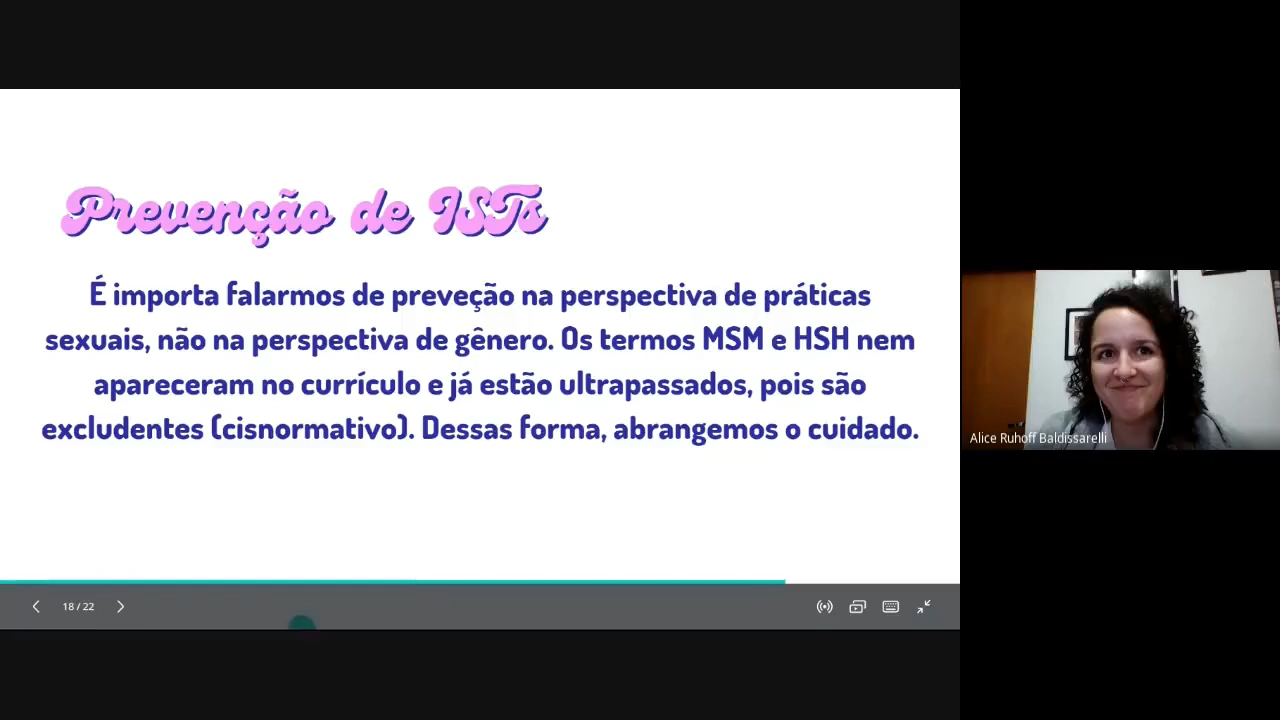 Prevenção de ISTs
É importa falarmos de preveção na perspectiva de práticas
sexuais, não na perspectiva de gênero. Os termos MSM e HSH nem
apareceram no currículo e já estão ultrapassados, pois são
excludentes (cisnormativo). Dessas forma, abrangemos o cuidado.
Alice Ruhoff Baldissarelli
18 / 22